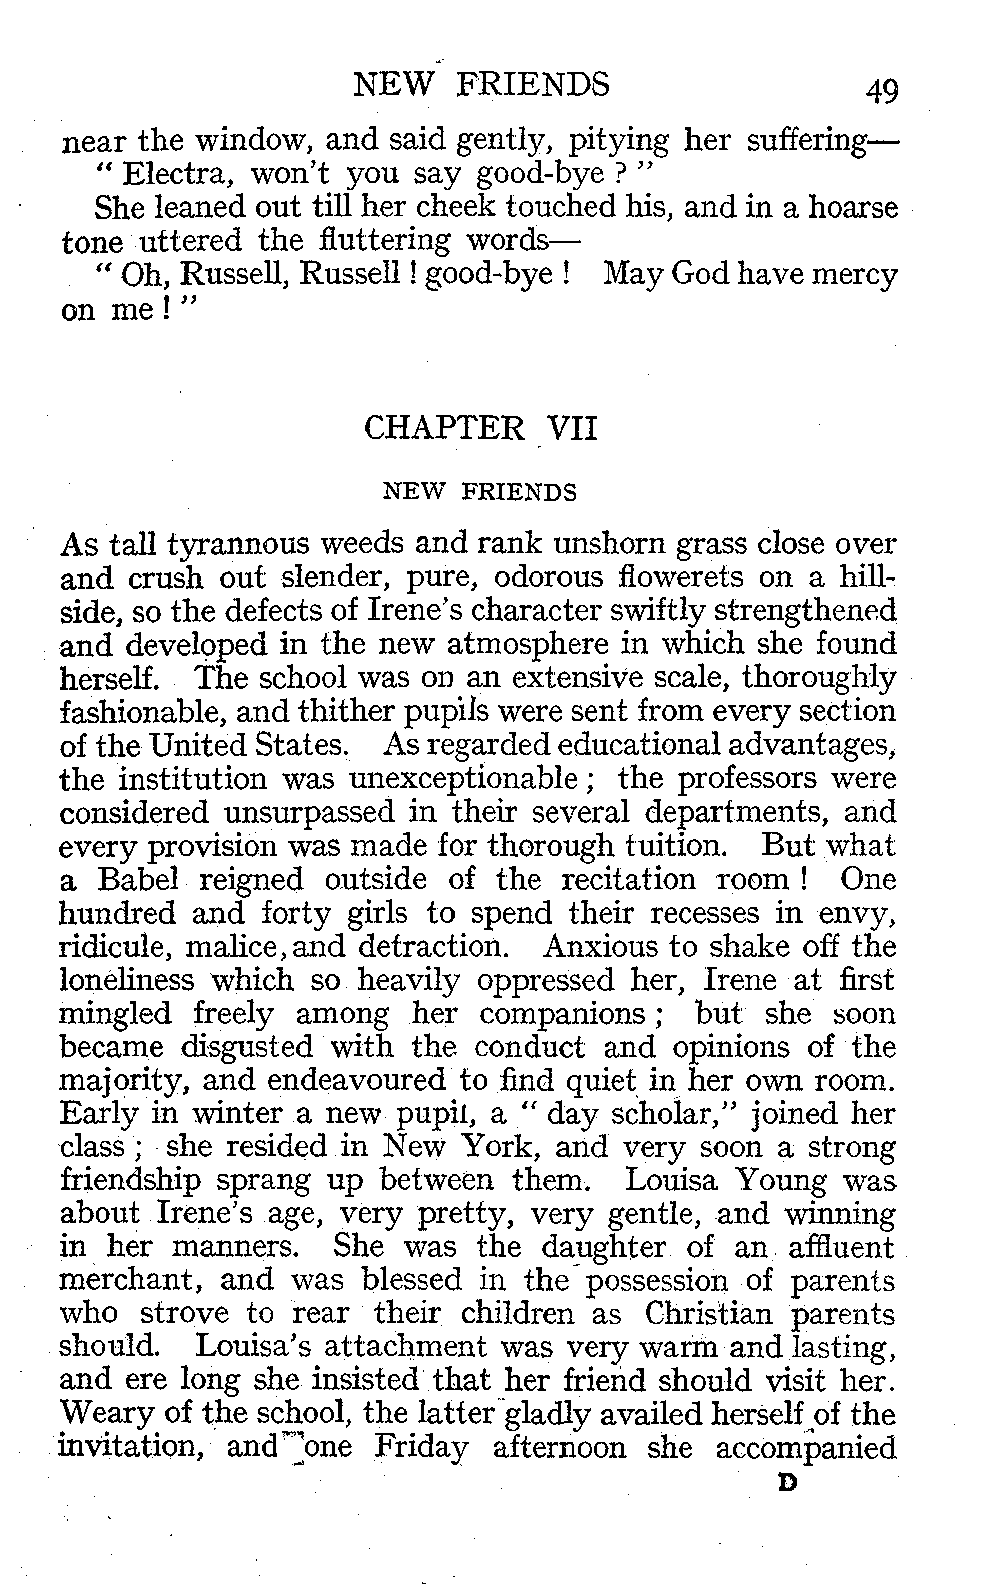 NEW FRIENDS 49
near the window, and said gently, pitying her suffering—
“ Electra, won’t you say good-bye ? ”
She leaned out till her cheek touched his, and in a hoarse
tone uttered the fluttering words—
“ Oh, Russell, Russell ! good-bye ! May God have mercy
on me ! ”
CHAPTER VII
NEW FRIENDS
As tall tyrannous weeds and rank unshorn grass close over
and crush out slender, pure, odorous flowerets on a hill-
side, so the defects of Irene’s character swiftly strengthened
and developed in the new atmosphere in which she found
herself. The school was on an extensive scale, thoroughly
fashionable, and thither pupils were sent from every section
of the United States. As regarded educational advantages,
the institution was unexceptionable ; the professors were
considered unsurpassed in their several departments, and
every provision was made for thorough tuition. But what
a Babel reigned outside of the recitation room ! One
hundred and forty girls to spend their recesses in envy,
ridicule, malice, and detraction. Anxious to shake off the
loneliness which so heavily oppressed her, Irene at first
mingled freely among her companions ; but she soon
became disgusted with the conduct and opinions of the
majority, and endeavoured to find quiet in her own room.
Early in winter a new pupil, a “ day scholar,” joined her
class ; she resided in New York, and very soon a strong
friendship sprang up between them. Louisa Young was
about Irene’s age, very pretty, very gentle, and winning
in her manners. She was the daughter of an affluent
merchant, and was blessed in the possession of parents
who strove to rear their children as Christian parents
should. Louisa’s attachment was very warm and lasting,
and ere long she insisted that her friend should visit her.
Weary of the school, the latter gladly availed herself of the
invitation, and one Friday afternoon she accompanied
D